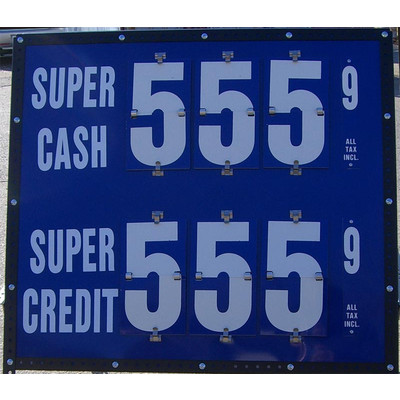 SUPER
CASH
555 9
ALL
TAX
INCL.
SUPER
CREDIT
555 9
ALL
TAX
INCL.